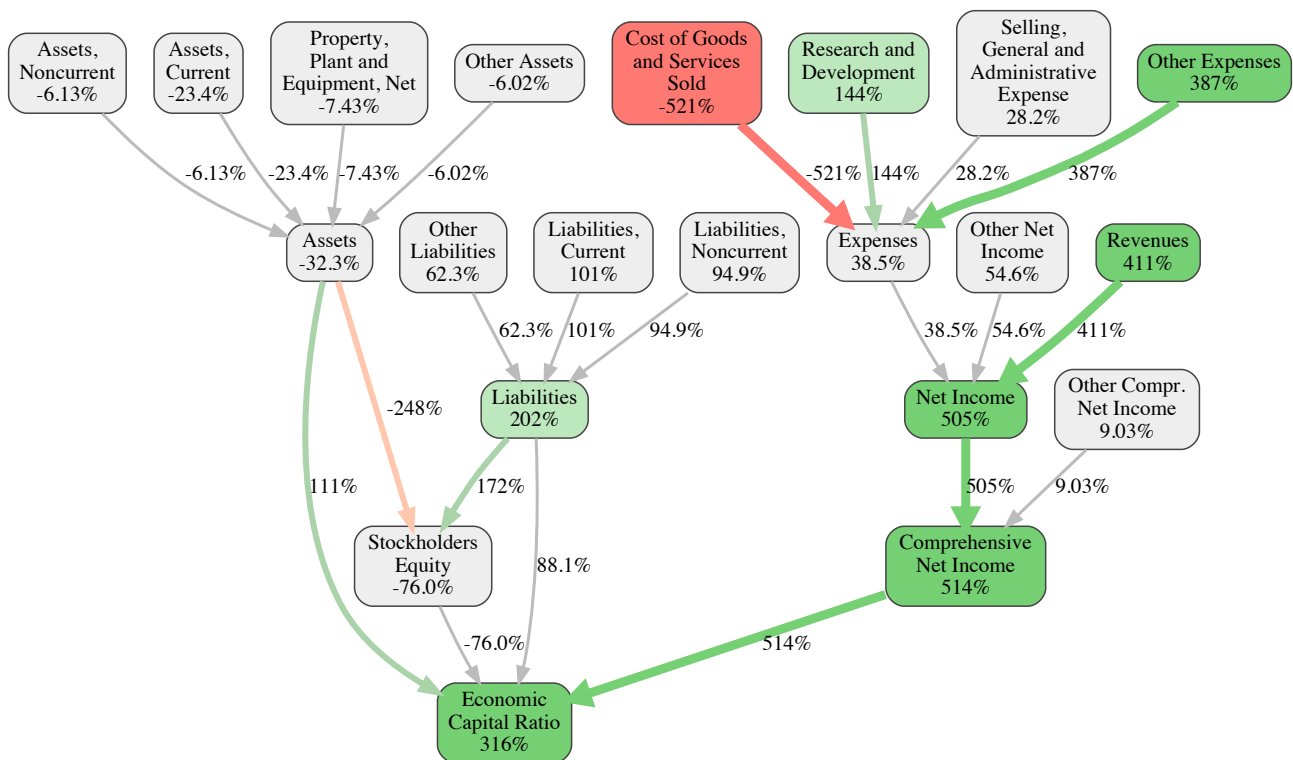 Assets,
Noncurrent
-6.13%
Assets,
Current
-23.4%
Property,
Plant and
Equipment, Net
-7.43%
Other Assets
-6.02%
Cost of Goods
and Services
Sold
-521%
Research and
Development
144%
Selling,
General and
Administrative
Expense
28.2%
Other Expenses
387%
-6.13%
-23.4%
-7.43%
-6.02%
-521%
144%
28.2%
387%
Assets
-32.3%
Other
Liabilities
62.3%
Liabilities,
Current
101%
Liabilities,
Noncurrent
94.9%
Expenses
38.5%
Other Net
Income
54.6%
Revenues
411%
62.3%
101%
94.9%
38.5%
54.6%
411%
-248%
Liabilities
202%
Net Income
505%
Other Compr.
Net Income
9.03%
111%
172%
505%
9.03%
Stockholders
Equity
-76.0%
88.1%
Comprehensive
Net Income
514%
-76.0%
514%
Economic
Capital Ratio
316%